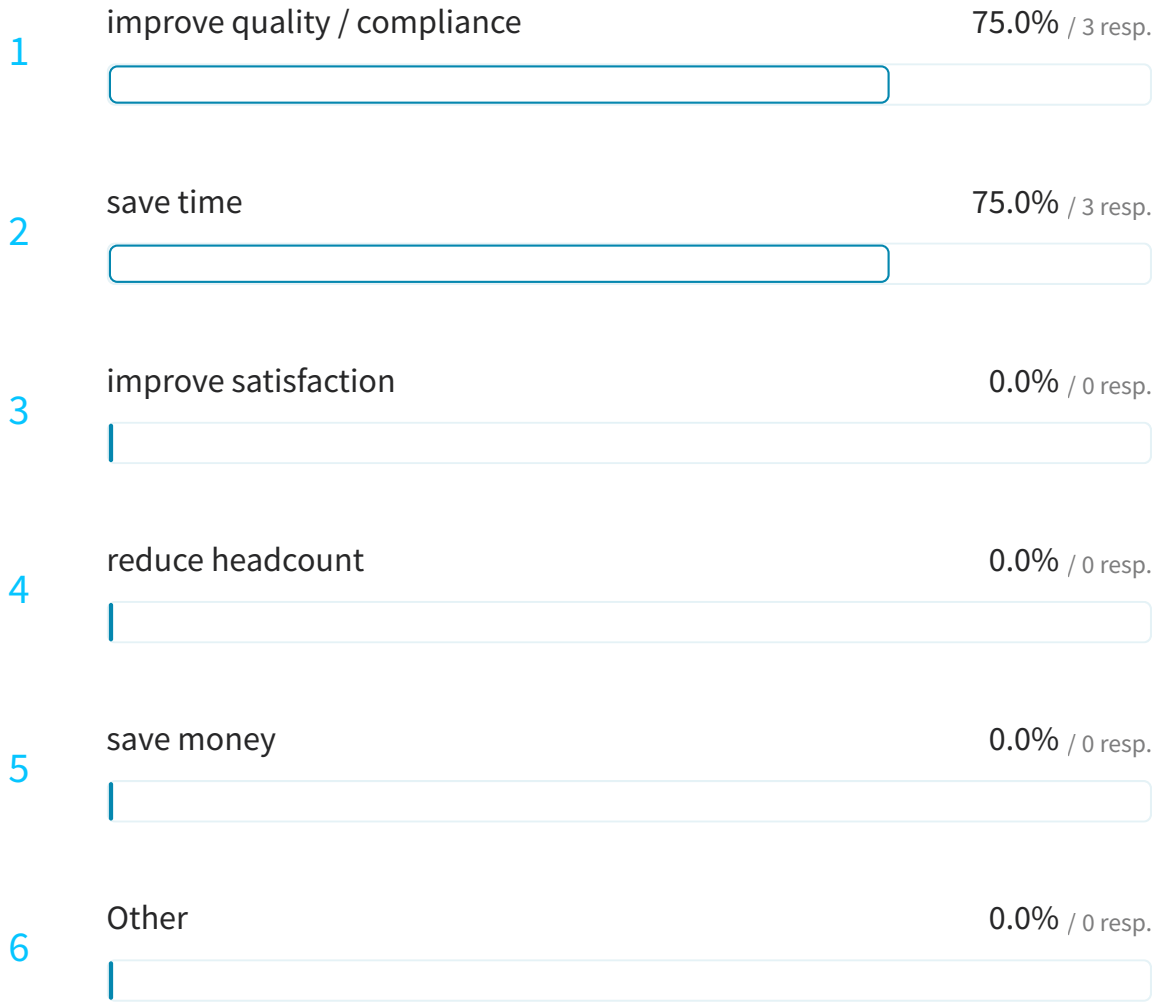 1
improve quality / compliance 75.0% / 3 resp.
2
save time 75.0% / 3 resp.
3
improve satisfaction 0.0% / 0 resp.
4
reduce headcount 0.0% / 0 resp.
5
save money 0.0% / 0 resp.
6
Other 0.0% / 0 resp.